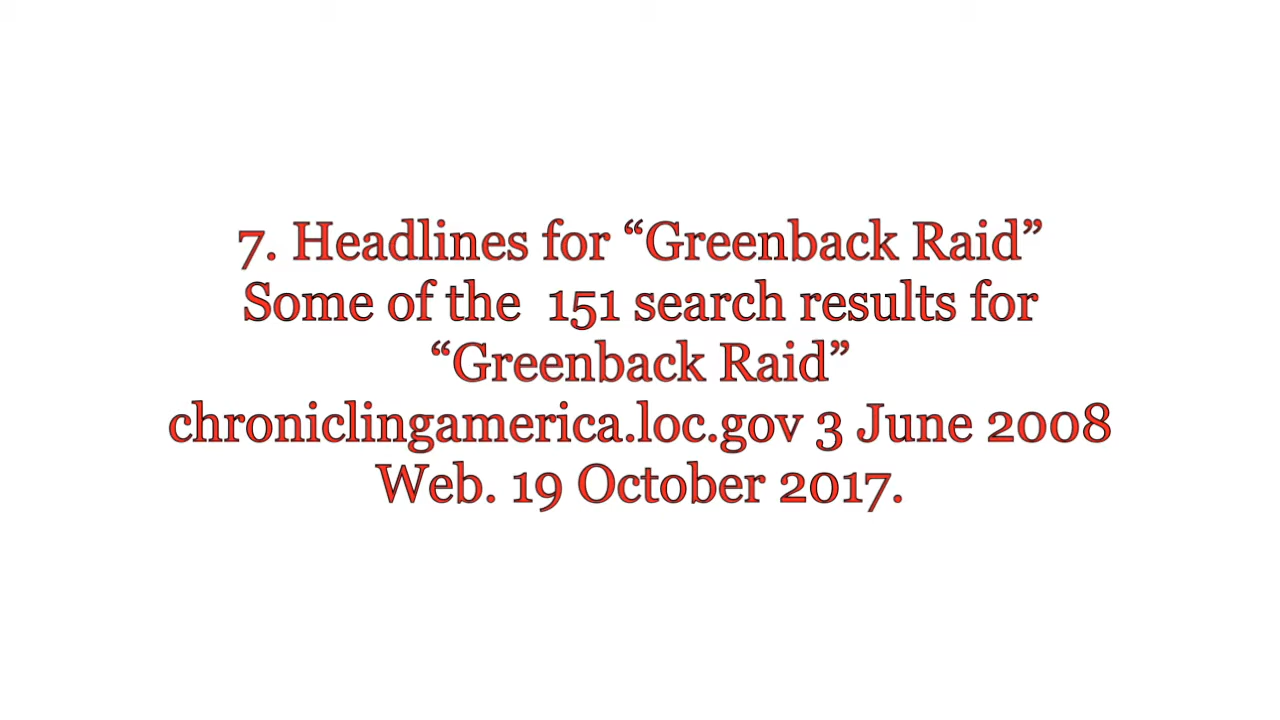 7. Headlines for “Greenback Raid”
Some of the  151 search results for
“Greenback Raid”
chroniclingamerica.loc.gov 3 June 2008
Web. 19 October 2017.